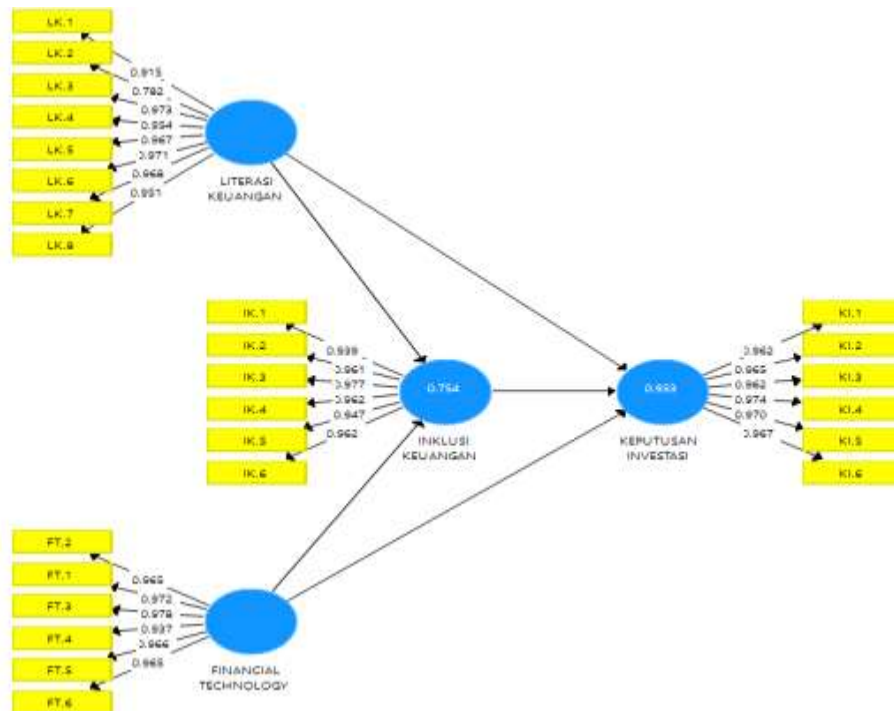 LK.1
LK.2
LK.3
LK.4
LK.5
LK.6
LK.7
LK.8
0.915
0.782
0.973
0.954
0.967
0.971
0.968
0.951
LITERASI
KEUANGAN
IK.1
IK.2
IK.3
IK.4
IK.5
IK.6
0.939
0.961
0.977
0.962
0.947
0.962
0.754
INKLUSI
KEUANGAN
0.953
KEPUTUSAN
INVESTASI
0.962
0.965
0.962
0.974
0.970
0.967
KI.1
KI.2
KI.3
KI.4
KI.5
KI.6
FT.2
FT.1
FT.3
FT.4
FT.5
FT.6
0.965
0.972
0.978
0.937
0.966
0.965
FINANCIAL
TECHNOLOGY